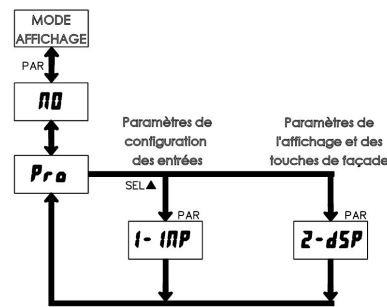 MODE
AFFICHAGE
PAR
NO
Pro
SEL▲
Paramètres de
configuration
des entrées
PAR
1-INP
Paramètres de
l'affichage et des
touches de façade
PAR
2-dSP